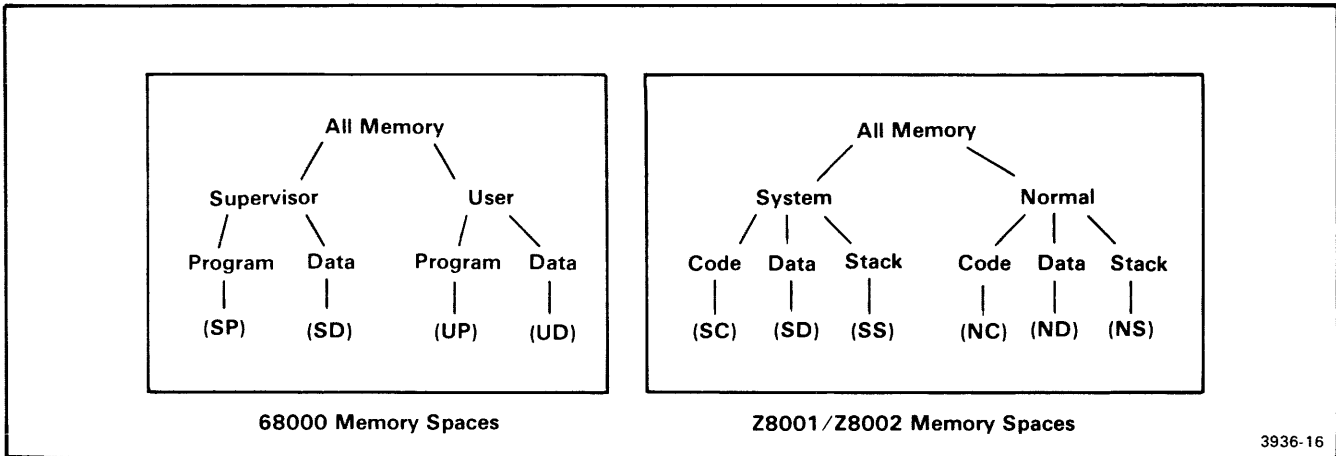 All Memory
Supervisor User
Program Data Program Data
(SP) (SD) (UP) (UD)
68000 Memory Spaces
All Memory
System Normal
Code Data Stack Code Data Stack
(SC) (SD) (SS) (NC) (ND) (NS)
Z8001/Z8002 Memory Spaces
3936-16